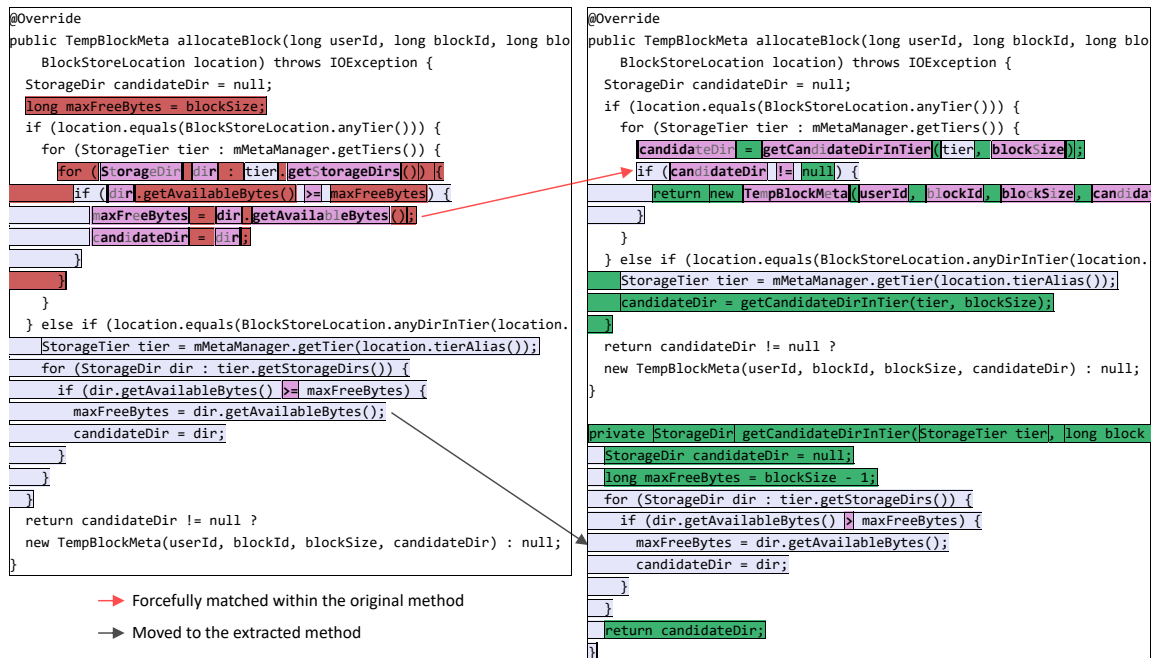 @Override
public TempBlockMeta allocateBlock(long userId, long blockId, long blo
BlockStoreLocation location) throws IOException {
StorageDir candidateDir = null;
long maxFreeBytes = blockSize;
if (location.equals(BlockStoreLocation.anyTier())) {
for (StorageTier tier : mMetaManager.getTiers()) {
for (StorageDir dir : tier.getStorageDirs()) {
if (dir.getAvailableBytes() >= maxFreeBytes) {
maxFreeBytes = dir.getAvailableBytes();
candidateDir = dir;
}
}
}
} else if (location.equals(BlockStoreLocation.anyDirInTier(location.
StorageTier tier = mMetaManager.getTier(location.tierAlias());
for (StorageDir dir : tier.getStorageDirs()) {
if (dir.getAvailableBytes() >= maxFreeBytes) {
maxFreeBytes = dir.getAvailableBytes();
candidateDir = dir;
}
}
}
return candidateDir != null ?
new TempBlockMeta(userId, blockId, blockSize, candidateDir) : null;
}
Forcefully matched within the original method
Moved to the extracted method
@Override
public TempBlockMeta allocateBlock(long userId, long blockId, long blo
BlockStoreLocation location) throws IOException {
StorageDir candidateDir = null;
if (location.equals(BlockStoreLocation.anyTier())) {
for (StorageTier tier : mMetaManager.getTiers()) {
candidateDir = getCandidateDirInTier(tier, blockSize);
if (candidateDir != null) {
return new TempBlockMeta(userId, blockId, blockSize, candidat
}
}
} else if (location.equals(BlockStoreLocation.anyDirInTier(location.
StorageTier tier = mMetaManager.getTier(location.tierAlias());
candidateDir = getCandidateDirInTier(tier, blockSize);
}
return candidateDir != null ?
new TempBlockMeta(userId, blockId, blockSize, candidateDir) : null;
}
private StorageDir getCandidateDirInTier(StorageTier tier, long block
StorageDir candidateDir = null;
long maxFreeBytes = blockSize - 1;
for (StorageDir dir : tier.getStorageDirs()) {
if (dir.getAvailableBytes() > maxFreeBytes) {
maxFreeBytes = dir.getAvailableBytes();
candidateDir = dir;
}
}
return candidateDir;
}